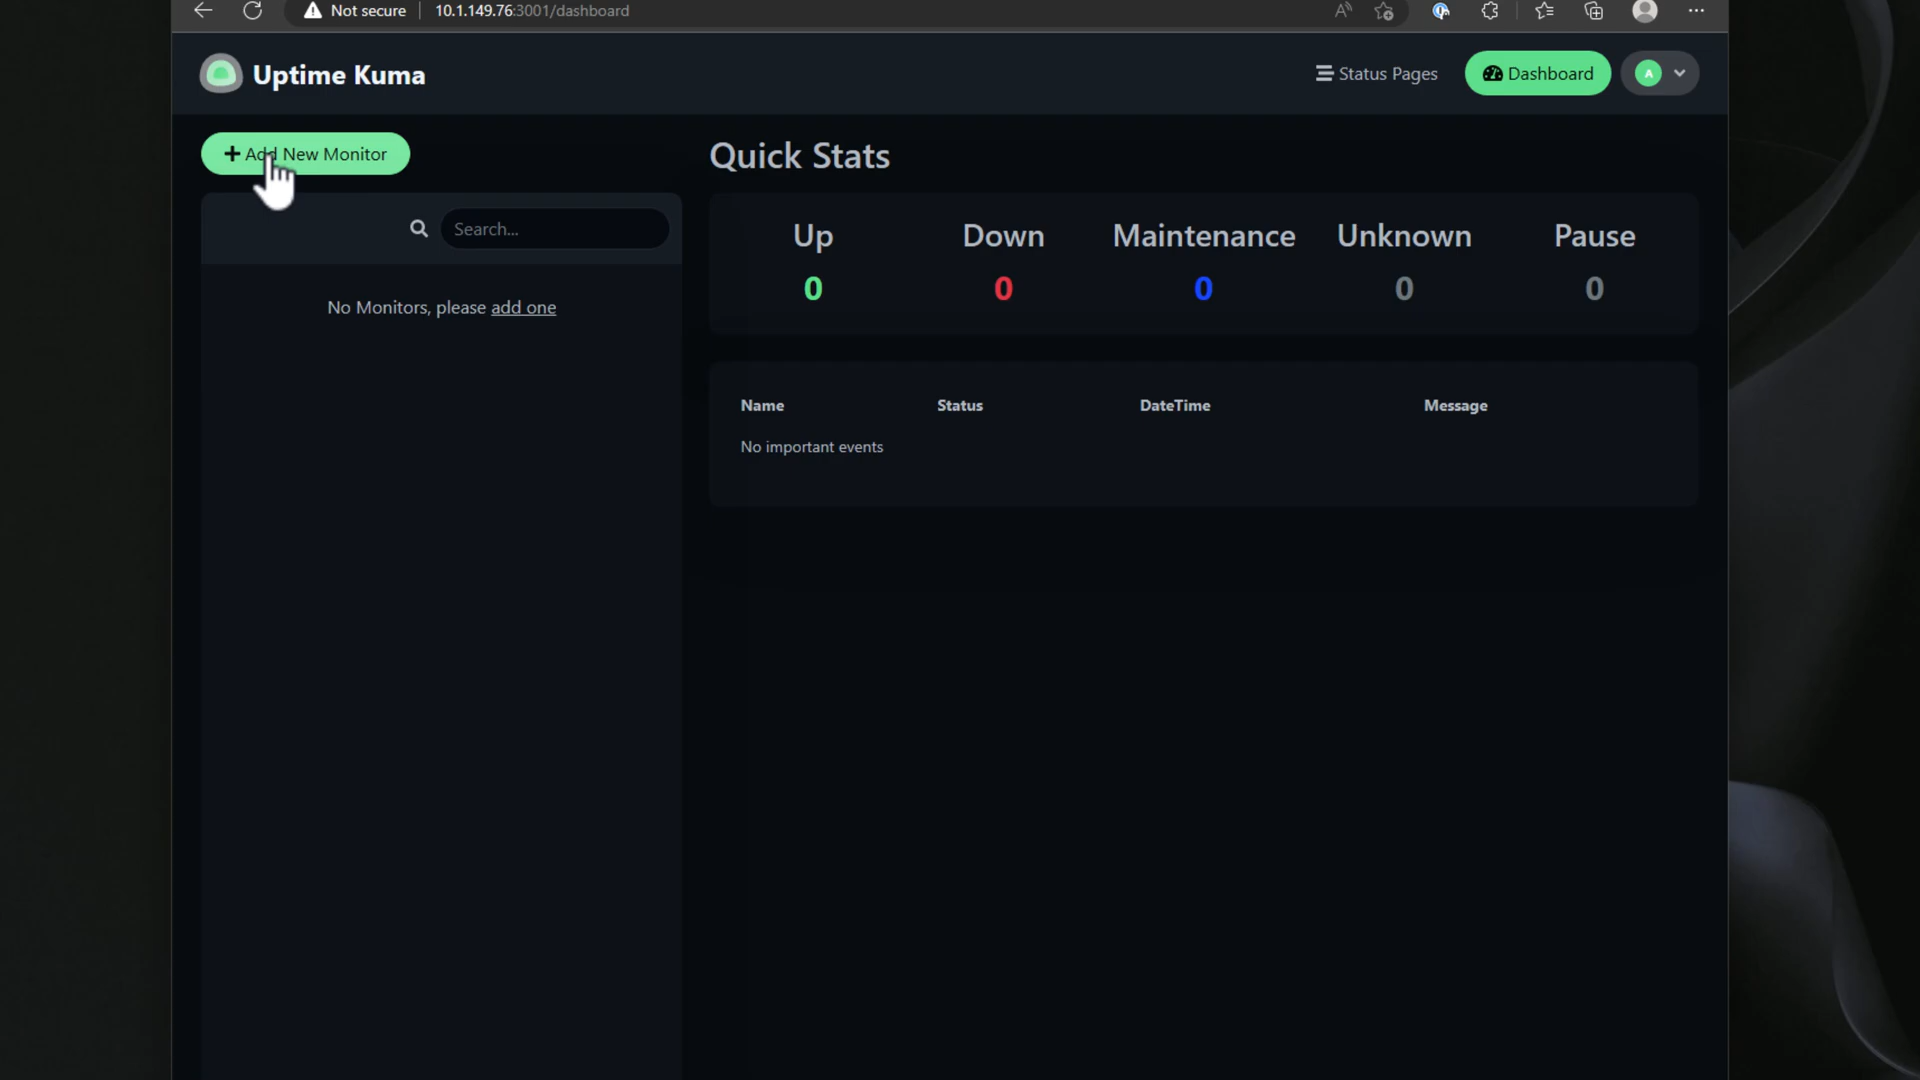 Not secure 10.1.149.76:3001/dashboard
Uptime Kuma
Status Pages
Dashboard
A
Add New Monitor
Search...
No Monitors, please add one
Quick Stats
Up Down Maintenance Unknown Pause
0 0 0 0 0
Name Status DateTime Message
No important events